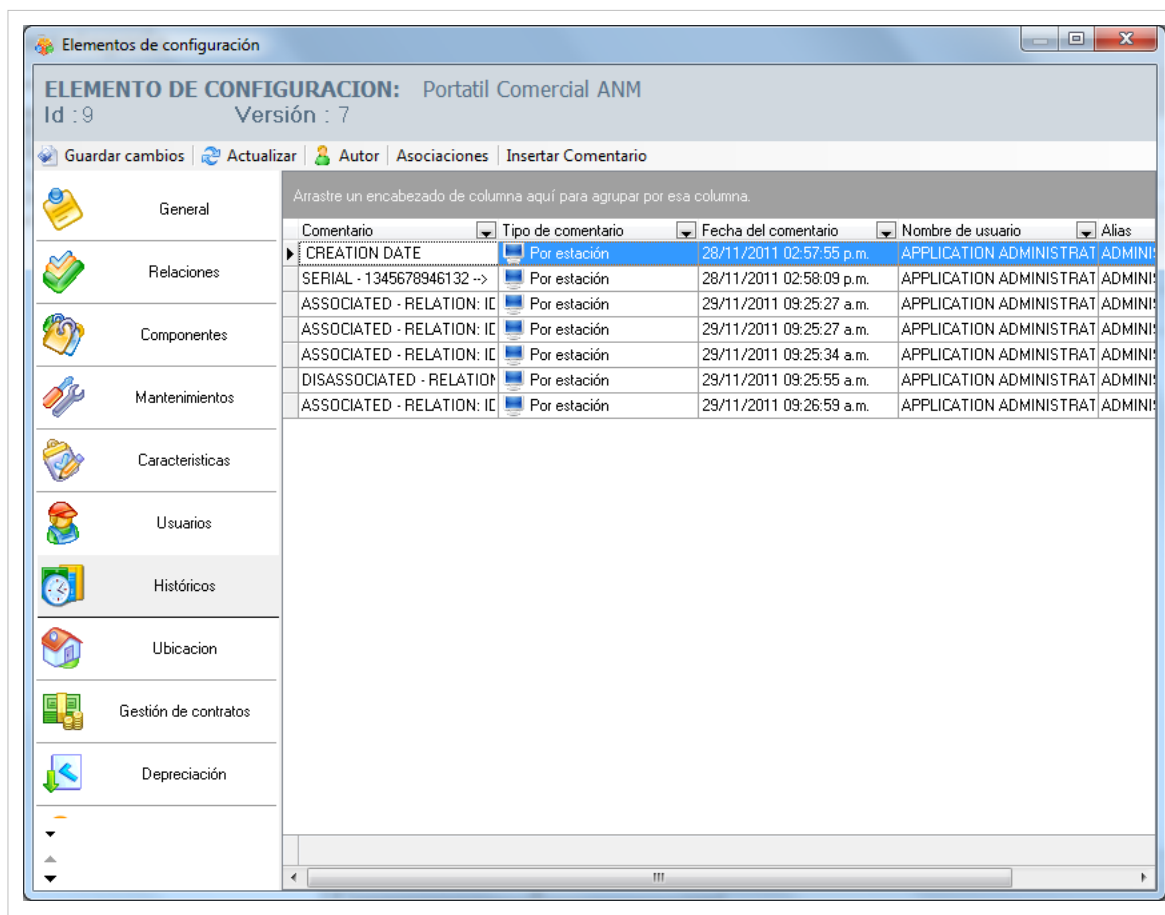 Elementos de configuración
ELEMENTO DE CONFIGURACION: Portatil Comercial ANM
Id : 9 Versión : 7
Guardar cambios Actualizar Autor Asociaciones Insertar Comentario
General
Relaciones
Componentes
Mantenimientos
Caracteristicas
Usuarios
Históricos
Ubicacion
Gestión de contratos
Depreciación
Arrastre un encabezado de columna aquí para agrupar por esa columna.
Comentario Tipo de comentario Fecha del comentario Nombre de usuario Alias
CREATION DATE Por estación 28/11/2011 02:57:55 p.m. APPLICATION ADMINISTRAT ADMINI
SERIAL - 1345678946132 --> Por estación 28/11/2011 02:58:09 p.m. APPLICATION ADMINISTRAT ADMINI
ASSOCIATED - RELATION: ID Por estación 29/11/2011 09:25:27 a.m. APPLICATION ADMINISTRAT ADMINI
ASSOCIATED - RELATION: ID Por estación 29/11/2011 09:25:27 a.m. APPLICATION ADMINISTRAT ADMINI
ASSOCIATED - RELATION: ID Por estación 29/11/2011 09:25:34 a.m. APPLICATION ADMINISTRAT ADMINI
DISASSOCIATED - RELATION Por estación 29/11/2011 09:25:55 a.m. APPLICATION ADMINISTRAT ADMINI
ASSOCIATED - RELATION: ID Por estación 29/11/2011 09:26:59 a.m. APPLICATION ADMINISTRAT ADMINI